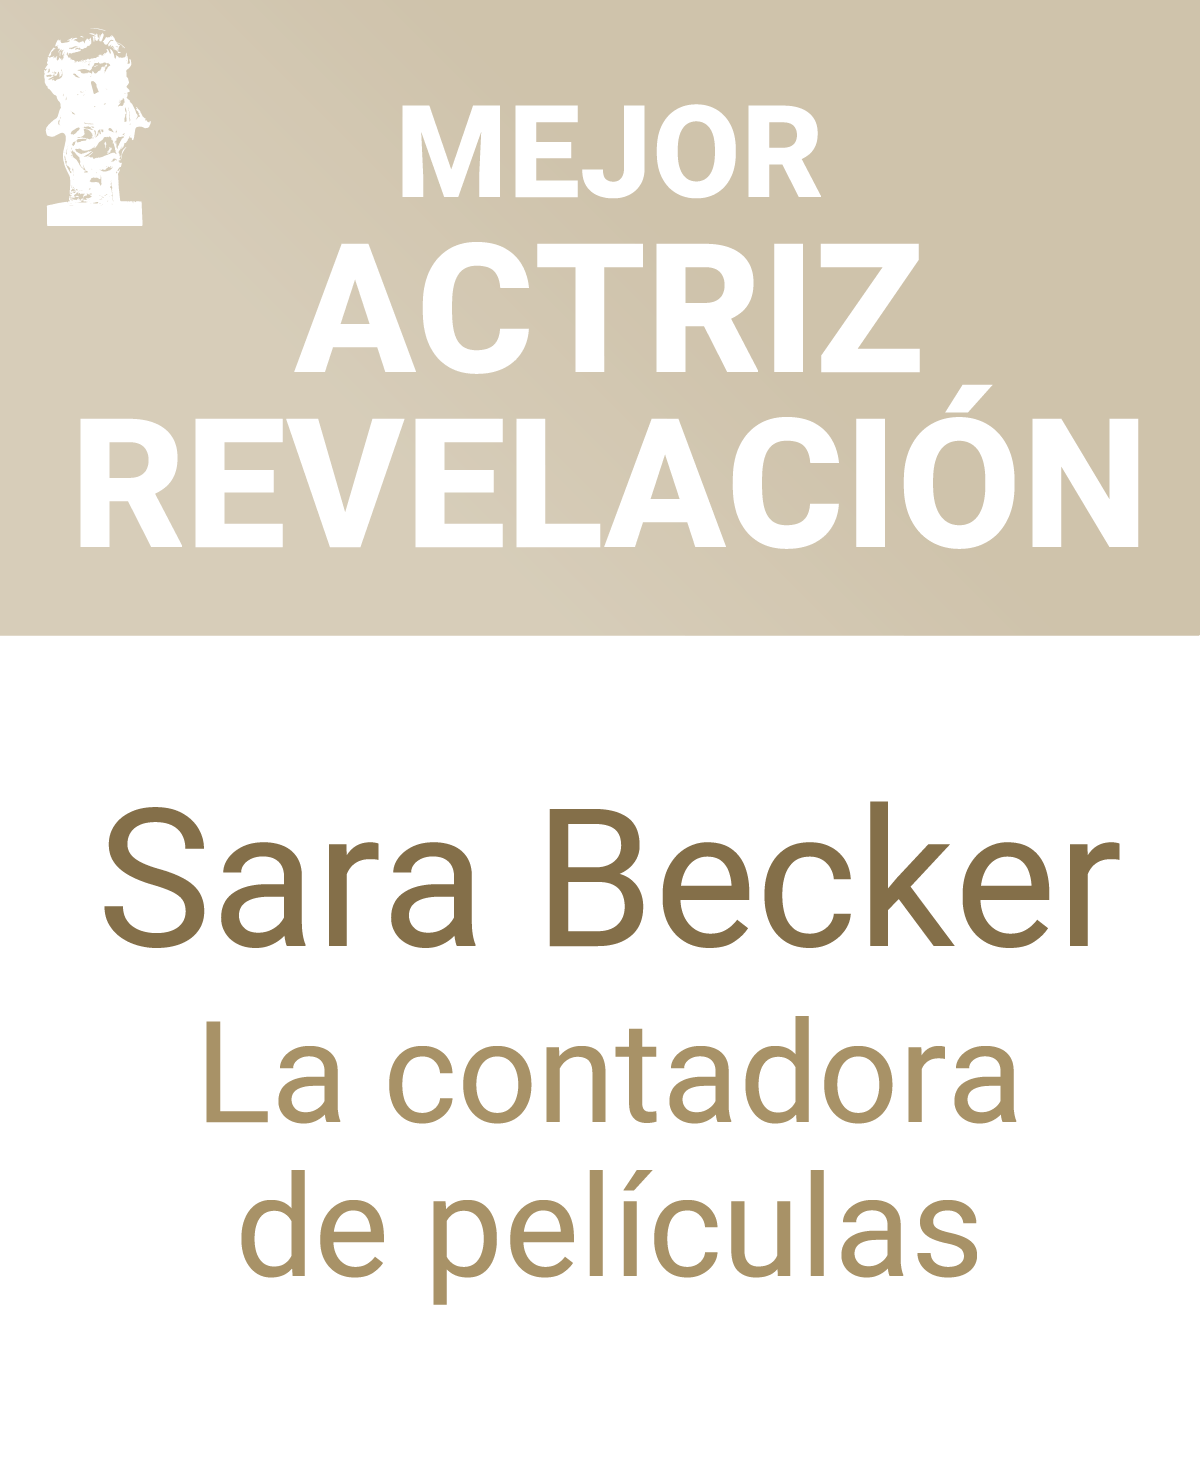 MEJOR
ACTRIZ
REVELACIÓN
Sara Becker
La contadora
de películas